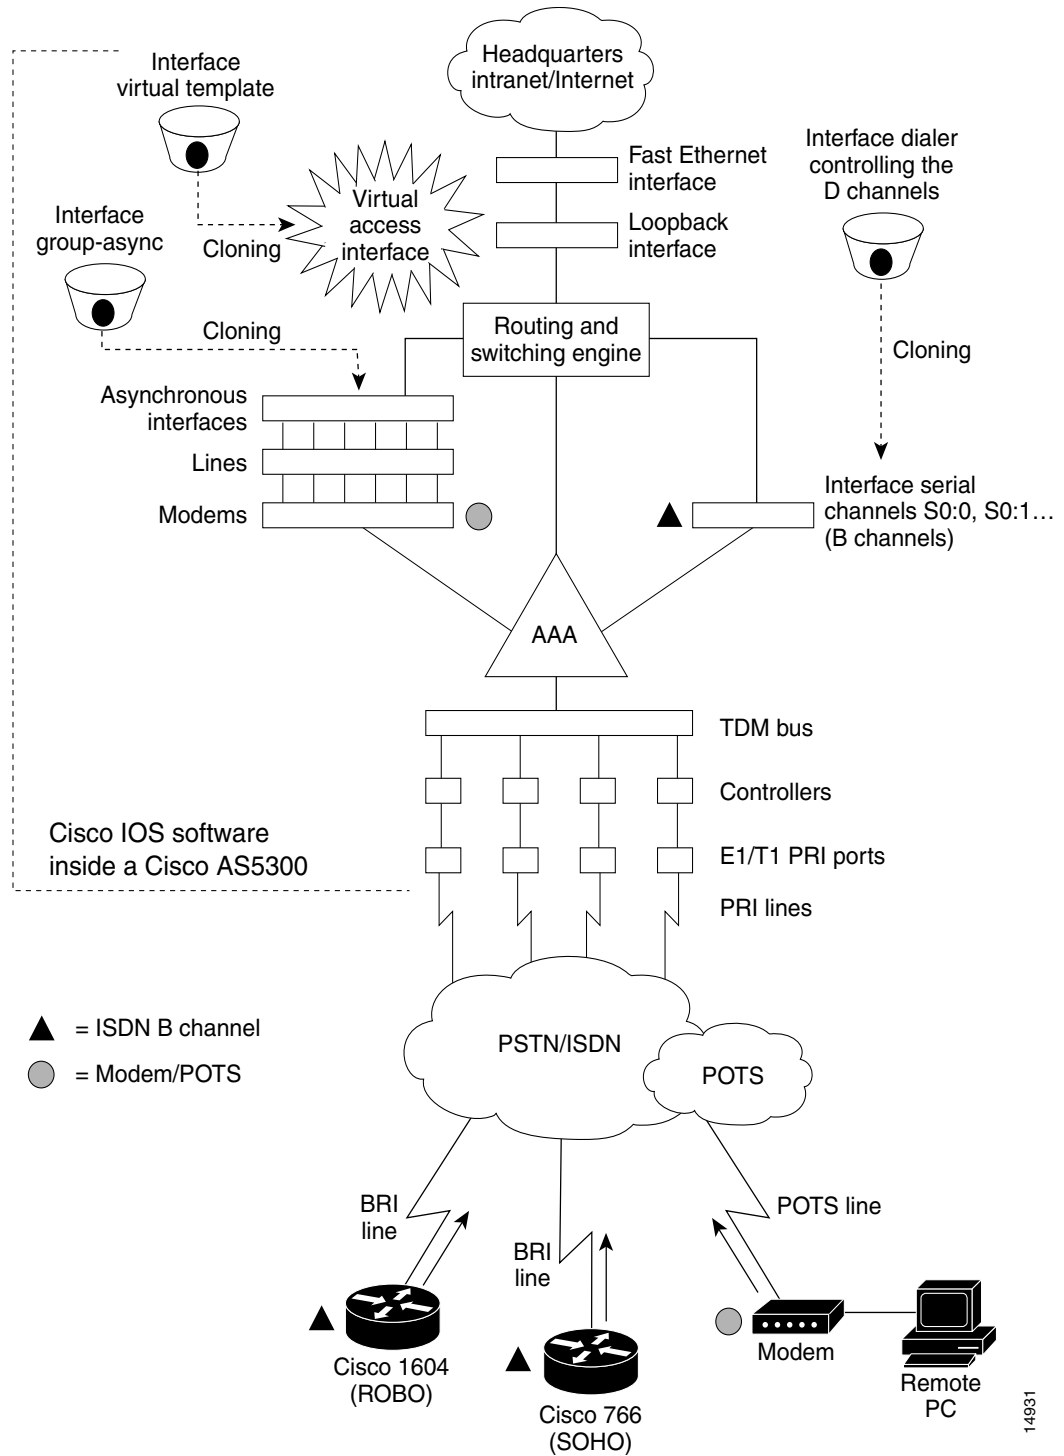 Headquarters
intranet/Internet
Interface
virtual template
Fast Ethernet
interface
Interface dialer
controlling the
D channels
Virtual
access
interface
Interface
group-async
Cloning
Loopback
interface
Cloning
Routing and
switching engine
Cloning
Asynchronous
interfaces
Lines
Modems
Interface serial
channels S0:0, S0:1…
(B channels)
AAA
TDM bus
Controllers
Cisco IOS software
inside a Cisco AS5300
E1/T1 PRI ports
PRI lines
= ISDN B channel
= Modem/POTS
PSTN/ISDN
POTS
BRI
line
BRI
line
POTS line
Cisco 1604
(ROBO)
Cisco 766
(SOHO)
Modem
Remote
PC
14931